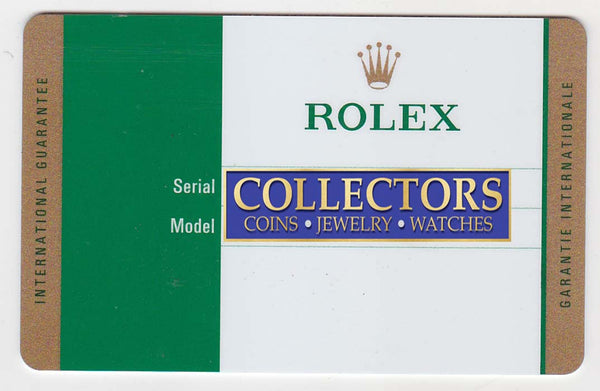 INTERNATIONAL GUARANTEE
ROLEX
Serial
Model
COLLECTORS
COINS • JEWELRY • WATCHES
GARANTIE INTERNATIONALE